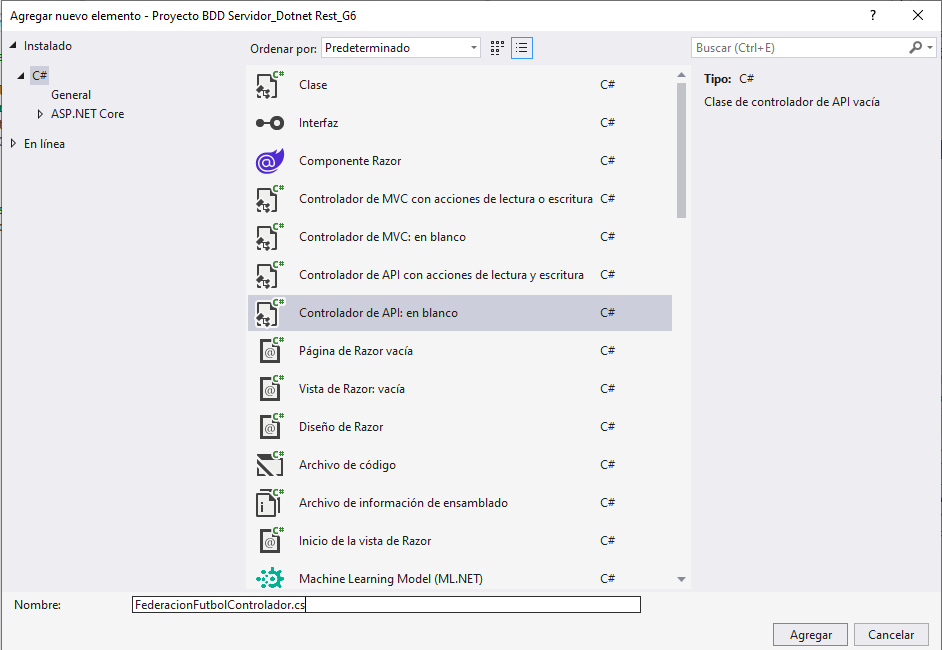 Agregar nuevo elemento - Proyecto BDD Servidor_Dotnet Rest_G6
?
Instalado
C#
General
ASP.NET Core
En línea
Ordenar por: Predeterminado
Buscar (Ctrl+E)
Clase C#
Interfaz C#
Componente Razor C#
Controlador de MVC con acciones de lectura o escritura C#
Controlador de MVC: en blanco C#
Controlador de API con acciones de lectura y escritura C#
Controlador de API: en blanco C#
Página de Razor vacía C#
Vista de Razor: vacía C#
Diseño de Razor C#
Archivo de código C#
Archivo de información de ensamblado C#
Inicio de la vista de Razor C#
Machine Learning Model (ML.NET) C#
Tipo: C#
Clase de controlador de API vacía
Nombre: FederacionFutbolControlador.cs
Agregar Cancelar